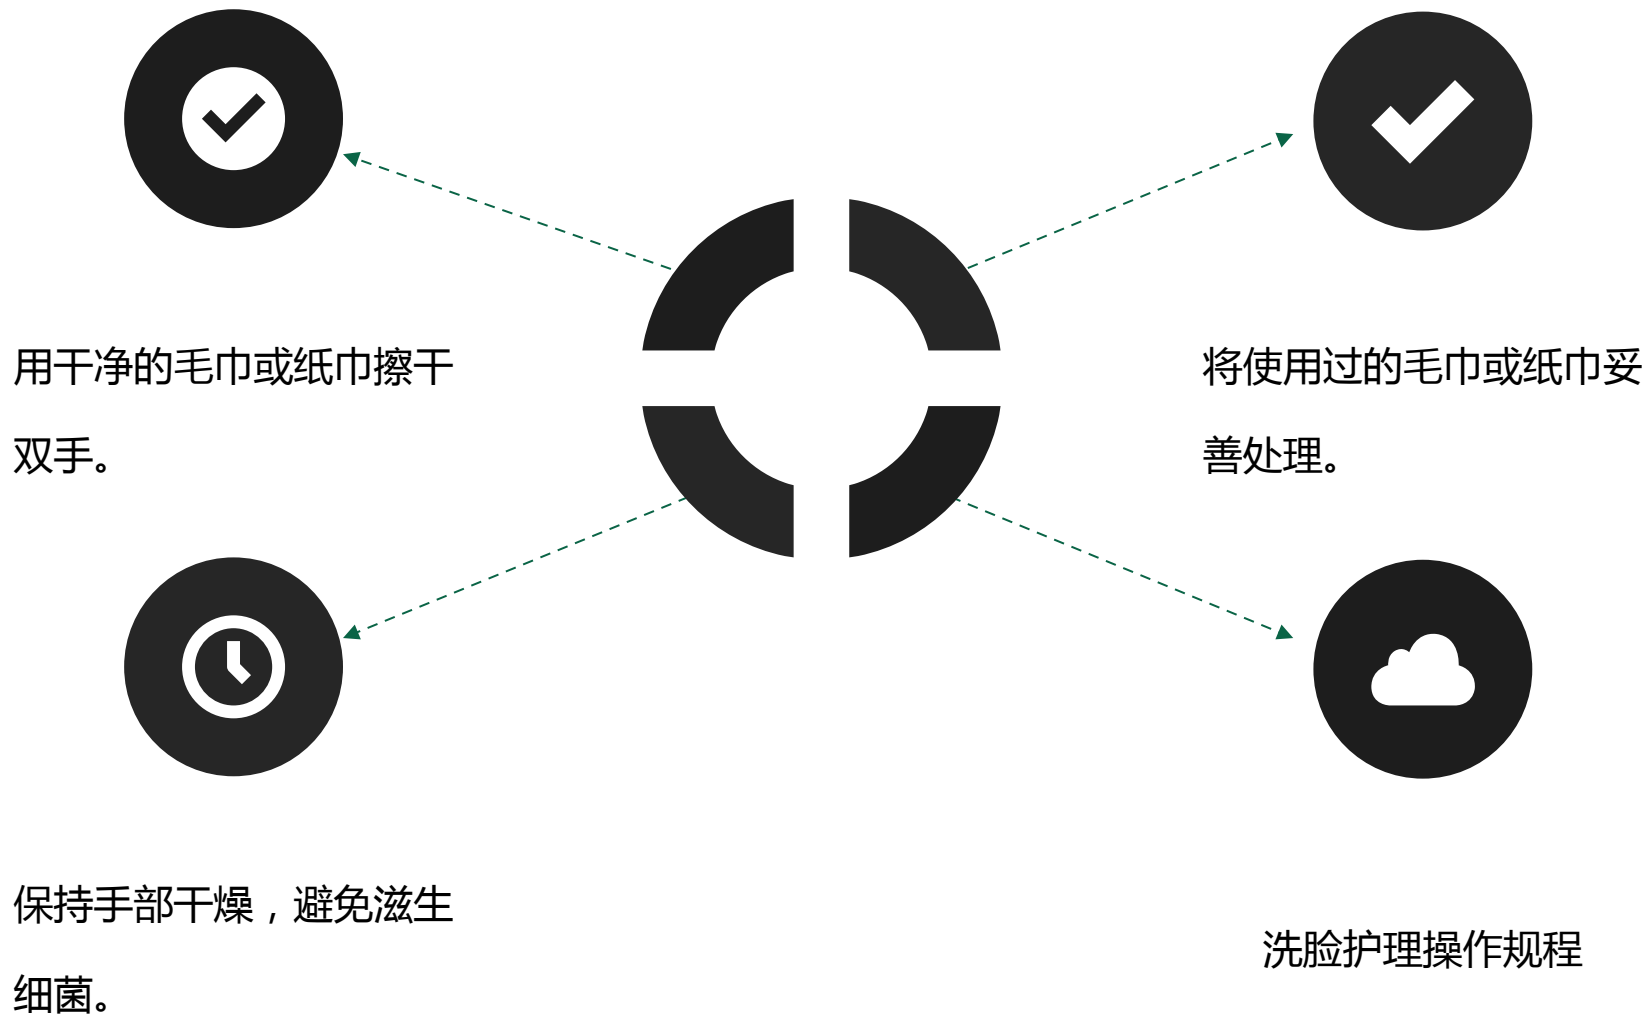 用干净的毛巾或纸巾擦干
双手。
将使用过的毛巾或纸巾妥
善处理。
保持手部干燥，避免滋生
细菌。
洗脸护理操作规程